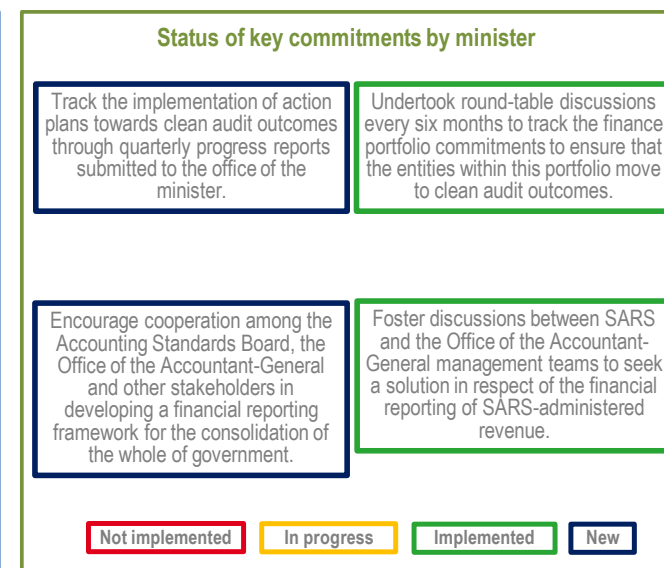 Status of key commitments by minister
Track the implementation of action
plans towards clean audit outcomes
through quarterly progress reports
submitted to the office of the
minister.
Undertook round-table discussions
every six months to track the finance
portfolio commitments to ensure that
the entities within this portfolio move
to clean audit outcomes.
Encourage cooperation among the
Accounting Standards Board, the
Office of the Accountant-General
and other stakeholders in
developing a financial reporting
framework for the consolidation of
the whole of government.
Foster discussions between SARS
and the Office of the Accountant-
General management teams to seek
a solution in respect of the financial
reporting of SARS-administered
revenue.
Not implemented
In progress
Implemented
New